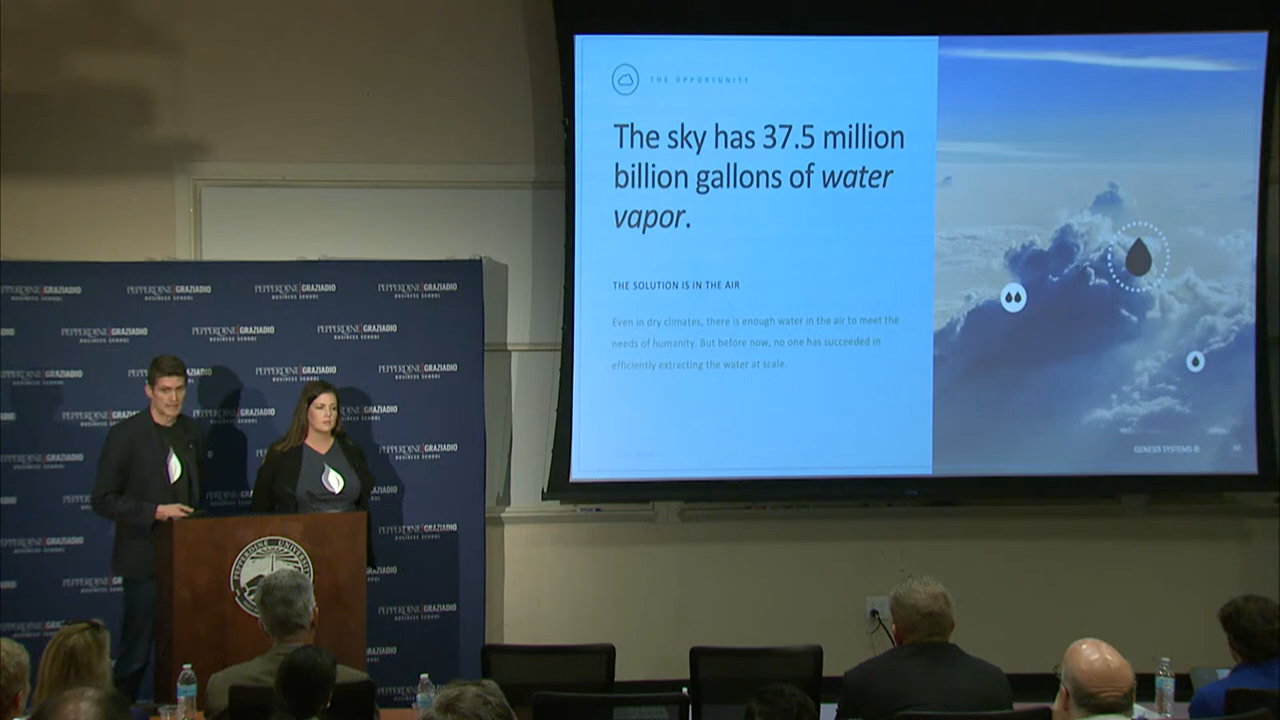 THE OPPORTUNITY
The sky has 37.5 million
billion gallons of water
vapor.
THE SOLUTION IS IN THE AIR
Even in dry climates, there is enough water in the air to meet the
needs of humanity. But before now, no one has succeeded in
efficiently extracting the water at scale.
GENESIS SYSTEMS ®
PEPPERDINE GRAZIADIO
BUSINESS SCHOOL
PEPPERDINE UNIVERSITY